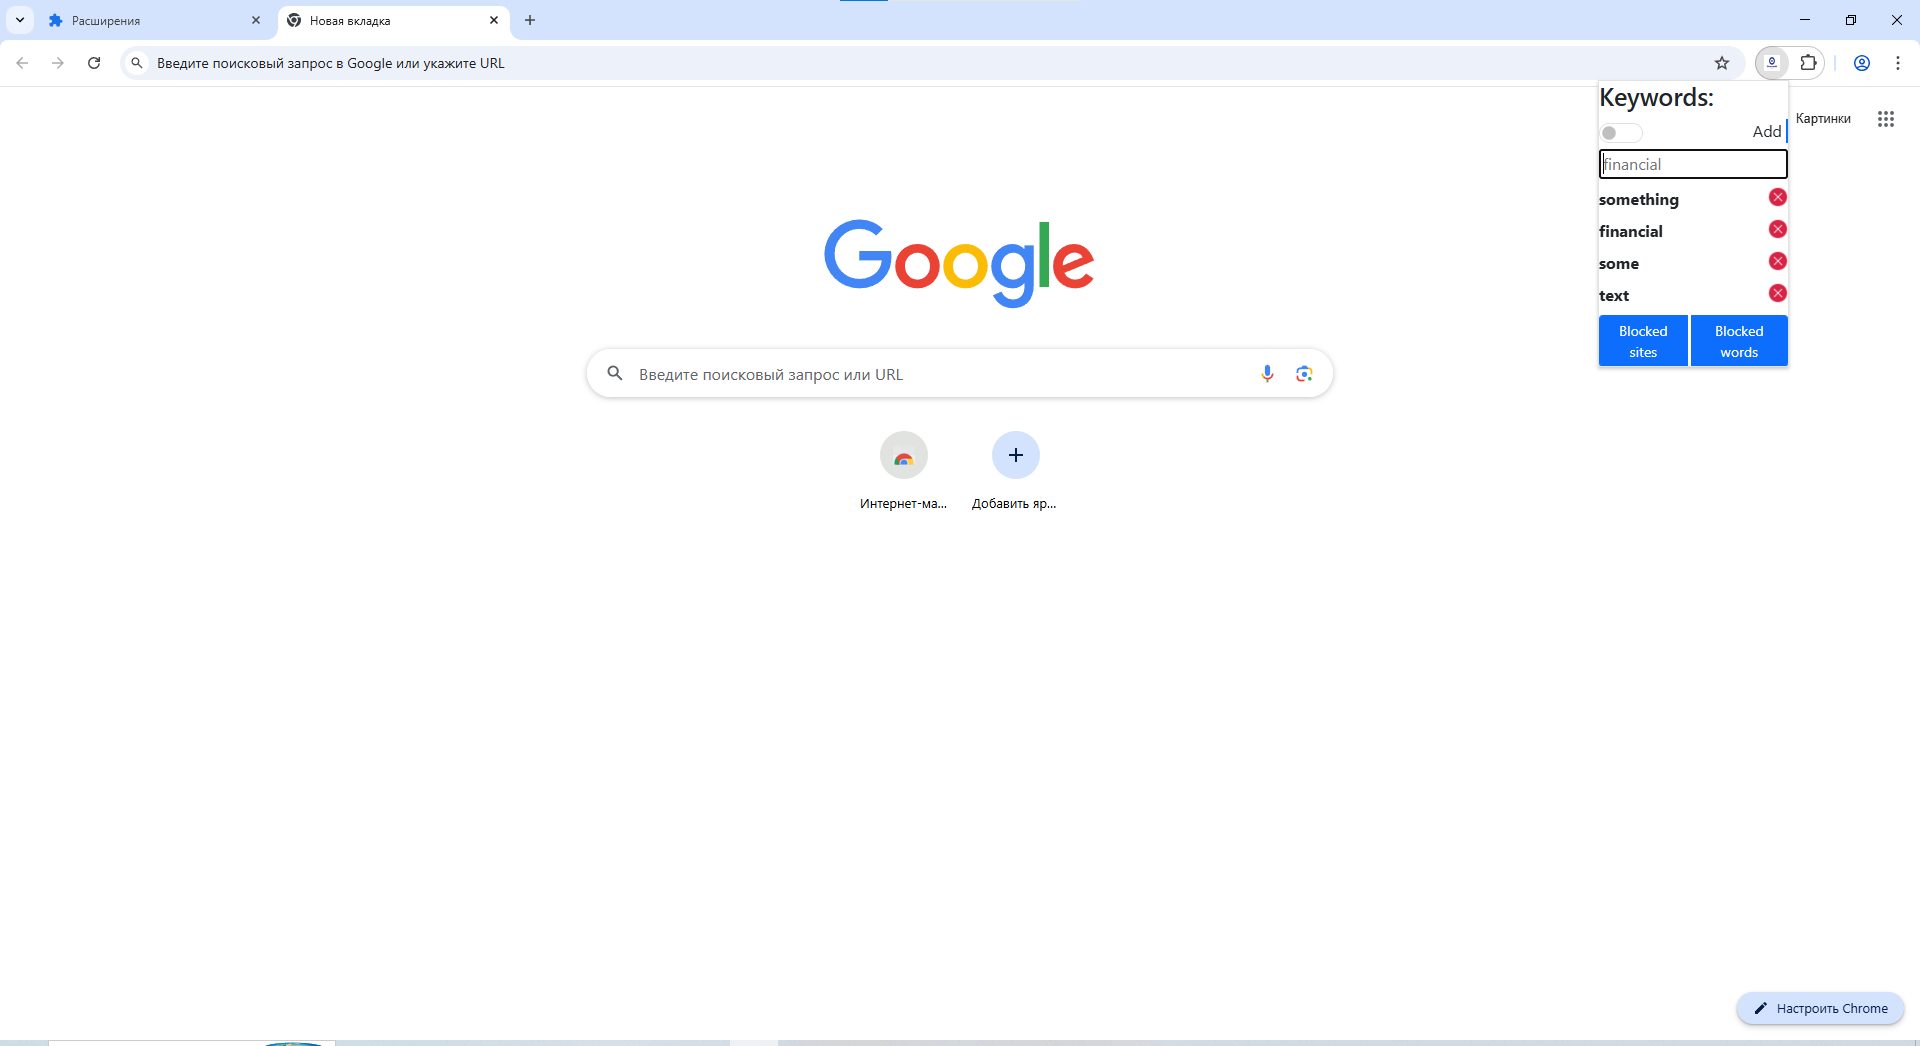 Расширения
Новая вкладка
Введите поисковый запрос в Google или укажите URL
Keywords:
Картинки
Add
financial
something
financial
some
text
Blocked sites
Blocked words
Google
Введите поисковый запрос или URL
Интернет-ма...
Добавить яр...
Настроить Chrome